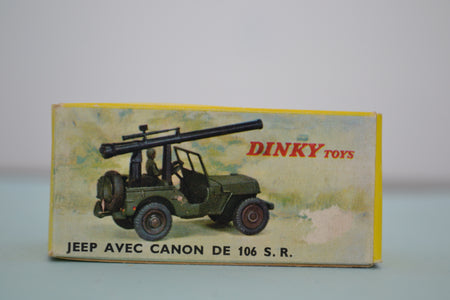 DINKY TOYS
JEEP AVEC CANON DE 106 S.R.